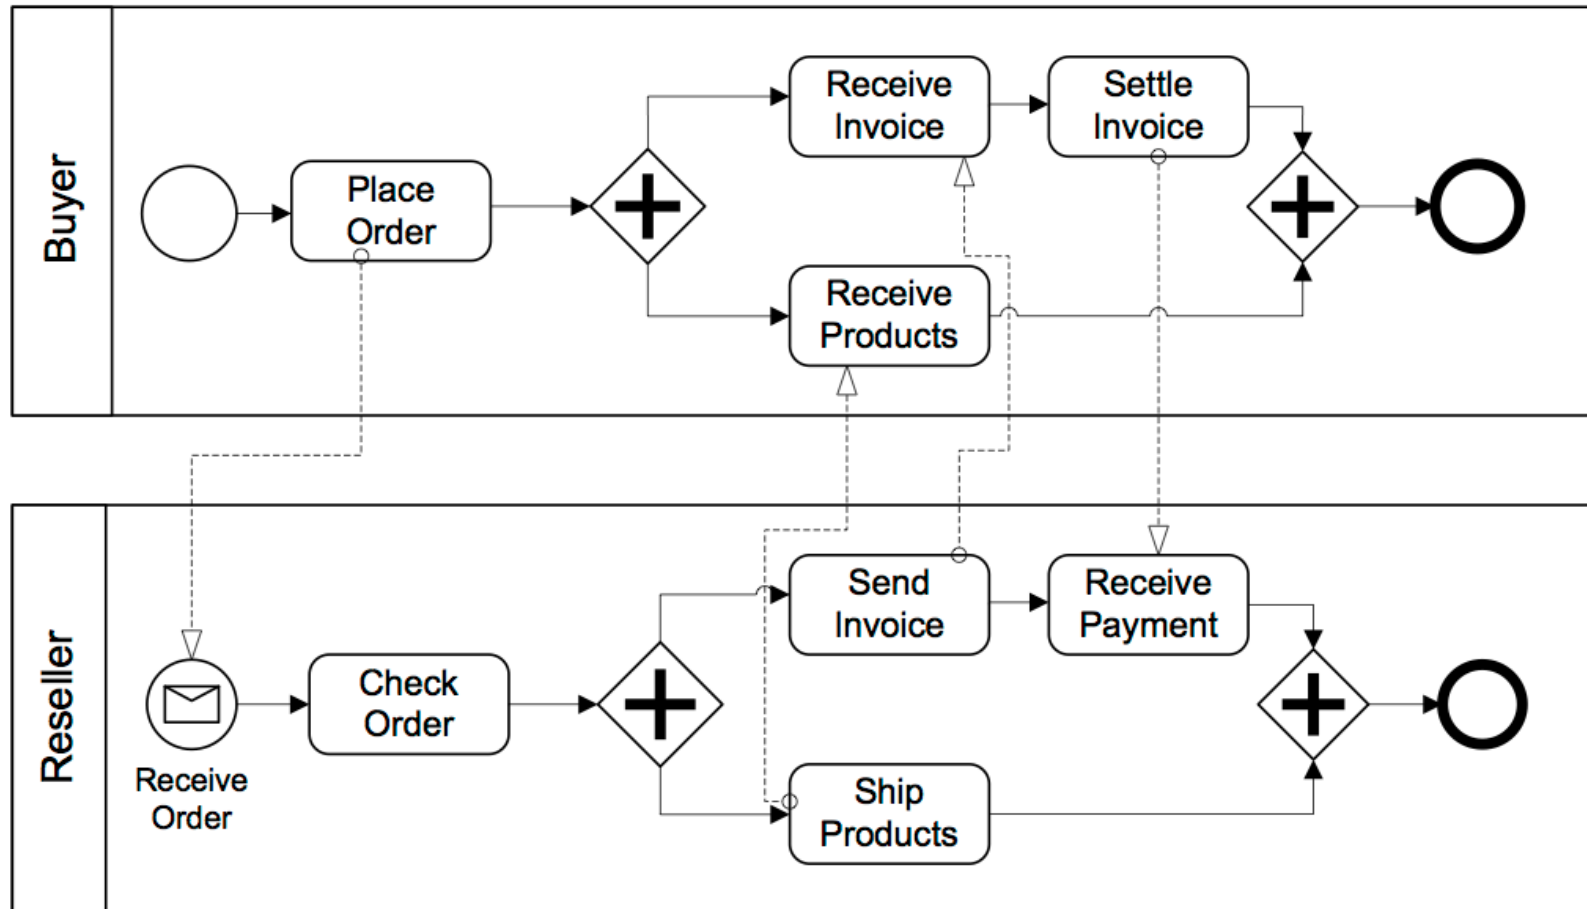 Buyer
Place
Order
Receive
Invoice
Settle
Invoice
Receive
Products
Reseller
Receive
Order
Check
Order
Send
Invoice
Receive
Payment
Ship
Products